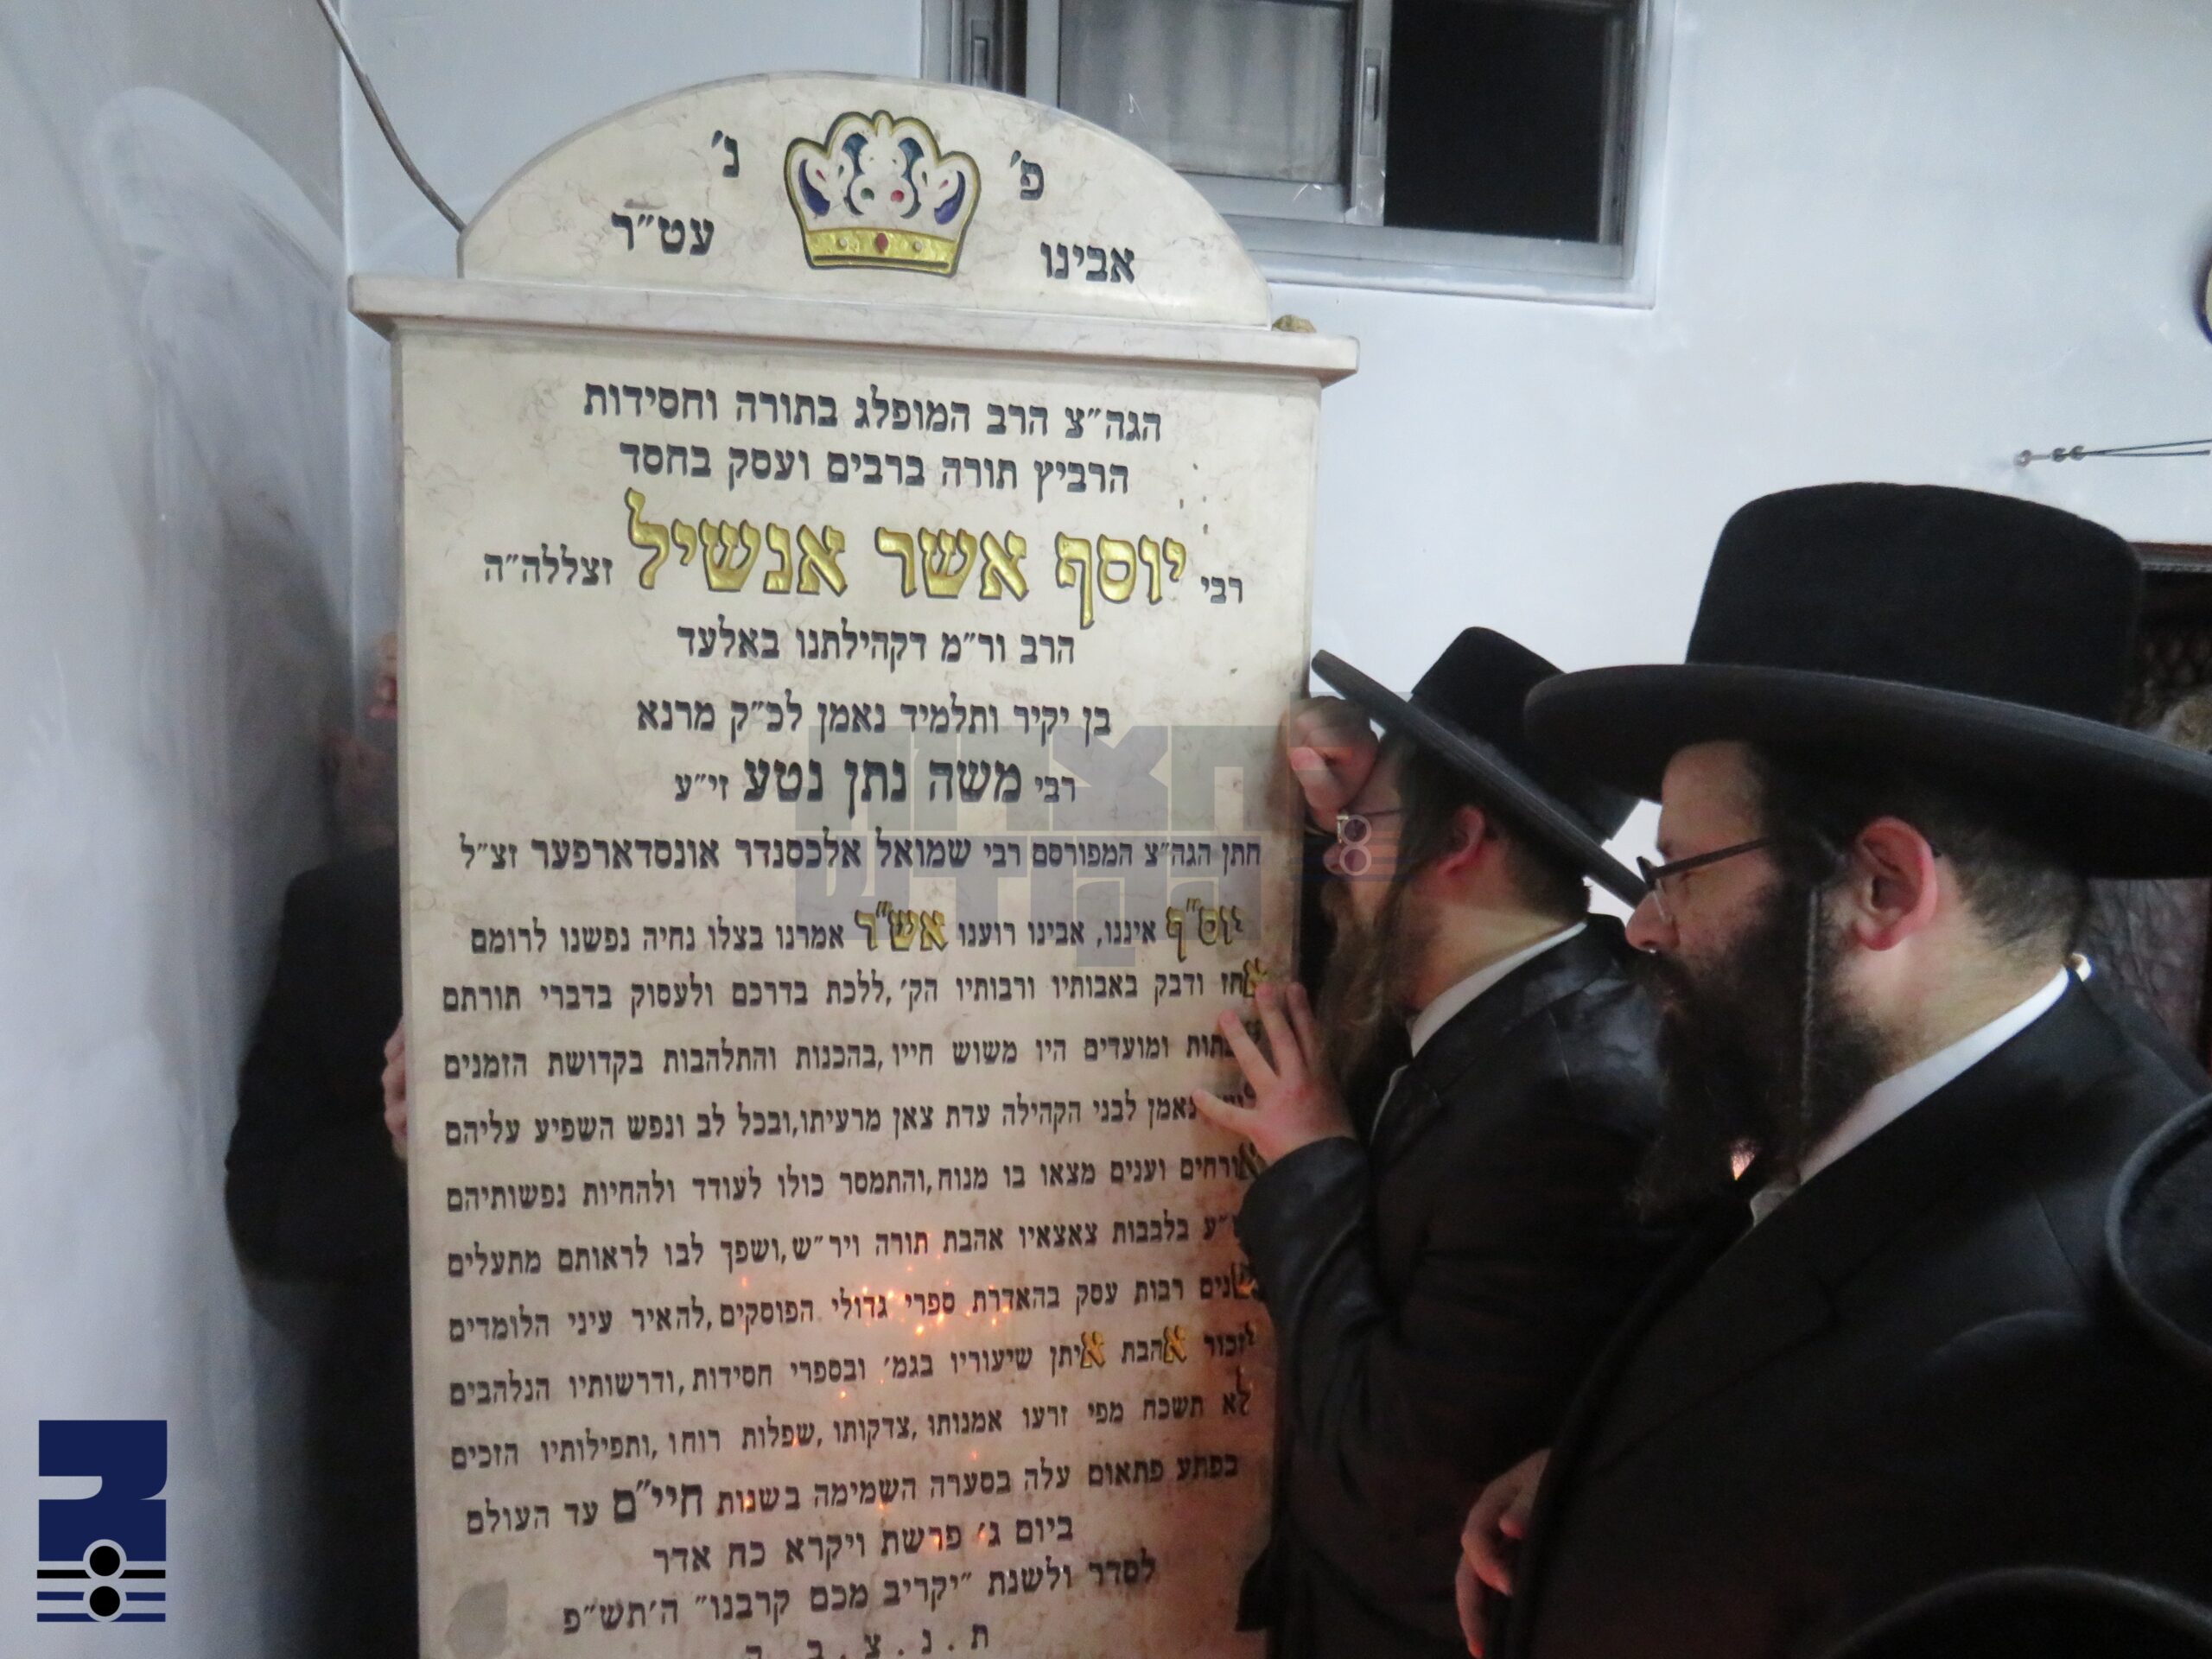 פ' נ'
אבינו עט"ר
הגה"צ הרב המופלג בתורה וחסידות
הרביץ תורה ברבים ועסק בחסד
רבי יוסף אשר אנשיל זצללה"ה
הרב ור"מ דקהילתנו באלעד
בן יקיר ותלמיד נאמן לכ"ק מרנא
רבי משה נתן נטע זי"ע
חתן הגה"צ המפורסם רבי שמואל אלכסנדר אונסדארפער זצ"ל
יוס"ף איננו, אבינו רוענו אש"ר אמרנו בצלו נחיה נפשנו לרומם
אחז ודבק באבותיו ורבותיו הק', ללכת בדרכם ולעסוק בדברי תורתם
ומועדים היו משוש חייו, בהכנות והתלהבות בקדושת הזמנים
נאמן לבני הקהילה עדת צאן מרעיתו, ובכל לב ונפש השפיע עליהם
אורחים וענים מצאו בו מנוח, והתמסר כולו לעודד ולהחיות נפשותיהם
בלבבות צאצאיו אהבת תורה ויר"ש, ושפך לבו לראותם מתעלים
שנים רבות עסק בהאדרת ספרי גדולי הפוסקים, להאיר עיני הלומדים
יזכור אהבת איתן שיעוריו בגמ' ובספרי חסידות, ודרשותיו הנלהבים
לא תשכח מפי זרעו אמנותו, צדקותו, שפלות רוחו, ותפילותיו הזכים
כפתע פתאום עלה בסערה השמימה בשנות חיי"ם עד העולם
ביום ג' פרשת ויקרא כח אדר
לסדר ולשנת "יקריב מכם קרבנו" ה'תש"פ
ת . נ . צ . ב . ה